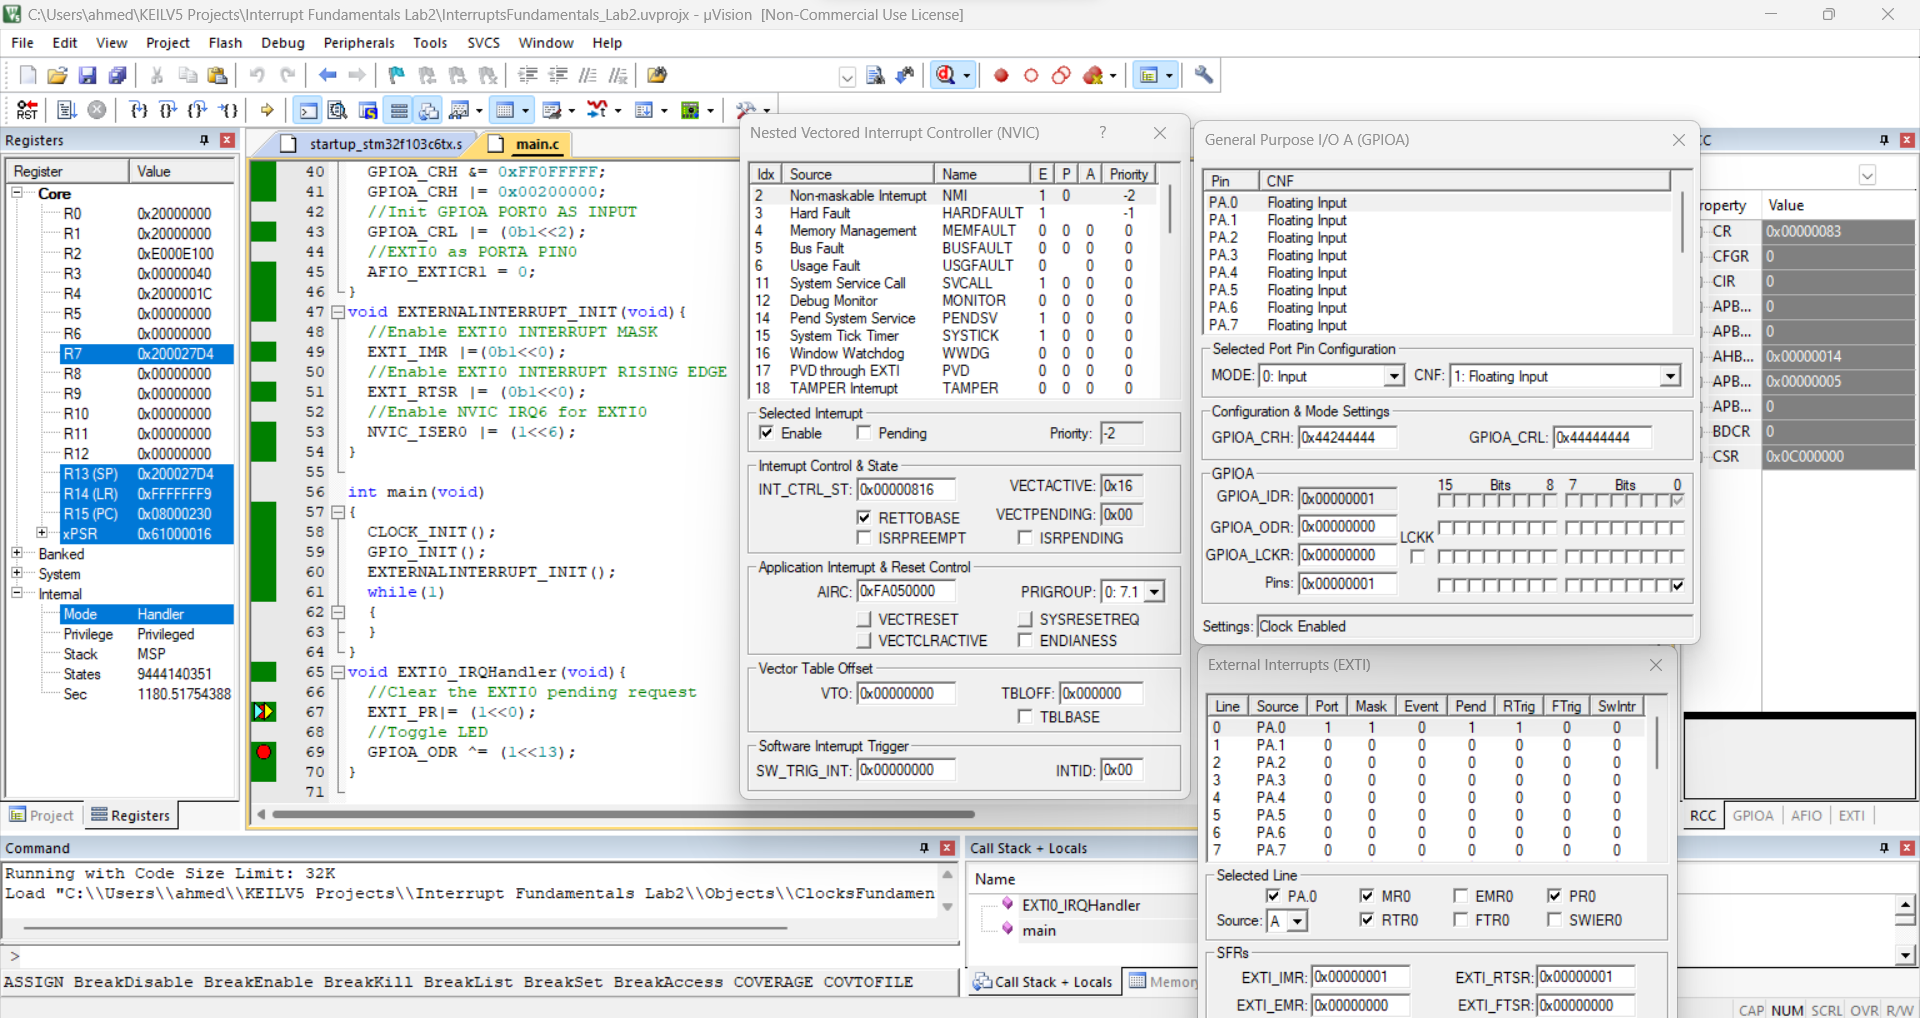 C:\Users\ahmed\KEILV5 Projects\Interrupt Fundamentals Lab2\InterruptsFundamentals_Lab2.uvprojx - µVision [Non-Commercial Use License]
File Edit View Project Flash Debug Peripherals Tools SVCS Window Help
RST
Registers
Register Value
Core
R0 0x20000000
R1 0x20000000
R2 0xE000E100
R3 0x00000040
R4 0x2000001C
R5 0x00000000
R6 0x00000000
R7 0x200027D4
R8 0x00000000
R9 0x00000000
R10 0x00000000
R11 0x00000000
R12 0x00000000
R13 (SP) 0x200027D4
R14 (LR) 0xFFFFFFF9
R15 (PC) 0x08000230
xPSR 0x61000016
Banked
System
Internal
Mode Handler
Privilege Privileged
Stack MSP
States 9444140351
Sec 1180.51754388
Project Registers
startup_stm32f103c6tx.s main.c
40 GPIOA_CRH &= 0xFF0FFFFF;
41 GPIOA_CRH |= 0x00200000;
42 //Init GPIOA PORT0 AS INPUT
43 GPIOA_CRL |= (0b1<<2);
44 //EXTI0 as PORTA PIN0
45 AFIO_EXTICR1 = 0;
46 }
47 void EXTERNALINTERRUPT_INIT(void){
48 //Enable EXTI0 INTERRUPT MASK
49 EXTI_IMR |=(0b1<<0);
50 //Enable EXTI0 INTERRUPT RISING EDGE
51 EXTI_RTSR |= (0b1<<0);
52 //Enable NVIC IRQ6 for EXTI0
53 NVIC_ISER0 |= (1<<6);
54 }
55
56 int main(void)
57 {
58 CLOCK_INIT();
59 GPIO_INIT();
60 EXTERNALINTERRUPT_INIT();
61 while(1)
62 {
63 }
64 }
65 void EXTI0_IRQHandler(void){
66 //Clear the EXTI0 pending request
67 EXTI_PR|= (1<<0);
68 //Toggle LED
69 GPIOA_ODR ^= (1<<13);
70 }
71
Nested Vectored Interrupt Controller (NVIC) ?
Idx Source Name E P A Priority
2 Non-maskable Interrupt NMI 1 0 -2
3 Hard Fault HARDFAULT 1 -1
4 Memory Management MEMFAULT 0 0 0 0
5 Bus Fault BUSFAULT 0 0 0 0
6 Usage Fault USGFAULT 0 0 0
11 System Service Call SVCALL 1 0 0 0
12 Debug Monitor MONITOR 0 0 0 0
14 Pend System Service PENDSV 1 0 0 0
15 System Tick Timer SYSTICK 1 0 0 0
16 Window Watchdog WWDG 0 0 0 0
17 PVD through EXTI PVD 0 0 0 0
18 TAMPER Interrupt TAMPER 0 0 0 0
Selected Interrupt
Enable Pending Priority: -2
Interrupt Control & State
INT_CTRL_ST: 0x00000816 VECTACTIVE: 0x16
RETTOBASE VECTPENDING: 0x00
ISRPREEMPT ISRPENDING
Application Interrupt & Reset Control
AIRC: 0xFA050000 PRIGROUP: 0: 7.1
VECTRESET SYSRESETREQ
VECTCLRACTIVE ENDIANESS
Vector Table Offset
VTO: 0x00000000 TBLOFF: 0x000000
TBLBASE
Software Interrupt Trigger
SW_TRIG_INT: 0x00000000 INTID: 0x00
General Purpose I/O A (GPIOA)
Pin CNF
PA.0 Floating Input
PA.1 Floating Input
PA.2 Floating Input
PA.3 Floating Input
PA.4 Floating Input
PA.5 Floating Input
PA.6 Floating Input
PA.7 Floating Input
Selected Port Pin Configuration
MODE: 0: Input CNF: 1: Floating Input
Configuration & Mode Settings
GPIOA_CRH: 0x44244444 GPIOA_CRL: 0x44444444
GPIOA
15 Bits 8 7 Bits 0
GPIOA_IDR: 0x00000001
GPIOA_ODR: 0x00000000
LCKK
GPIOA_LCKR: 0x00000000
Pins: 0x00000001
Settings: Clock Enabled
External Interrupts (EXTI)
Line Source Port Mask Event Pend RTrig FTrig SwIntr
0 PA.0 1 1 0 1 1 0 0
1 PA.1 0 0 0 0 0 0 0
2 PA.2 0 0 0 0 0 0 0
3 PA.3 0 0 0 0 0 0 0
4 PA.4 0 0 0 0 0 0 0
5 PA.5 0 0 0 0 0 0 0
6 PA.6 0 0 0 0 0 0 0
7 PA.7 0 0 0 0 0 0 0
Selected Line
PA.0 MR0 EMR0 PR0
Source: A RTR0 FTR0 SWIER0
SFRs
EXTI_IMR: 0x00000001 EXTI_RTSR: 0x00000001
EXTI_EMR: 0x00000000 EXTI_FTSR: 0x00000000
CC
roperty Value
CR 0x00000083
CFGR 0
CIR 0
APB... 0
APB... 0
AHB... 0x00000014
APB... 0x00000005
APB... 0
BDCR 0
CSR 0x0C000000
RCC GPIOA AFIO EXTI
Command
Running with Code Size Limit: 32K
Load "C:\\Users\\ahmed\\KEILV5 Projects\\Interrupt Fundamentals Lab2\\Objects\\ClocksFundamen
>
ASSIGN BreakDisable BreakEnable BreakKill BreakList BreakSet BreakAccess COVERAGE COVTOFILE
Call Stack + Locals
Name
EXTI0_IRQHandler
main
Call Stack + Locals Memory
CAP NUM SCRL OVR R/W